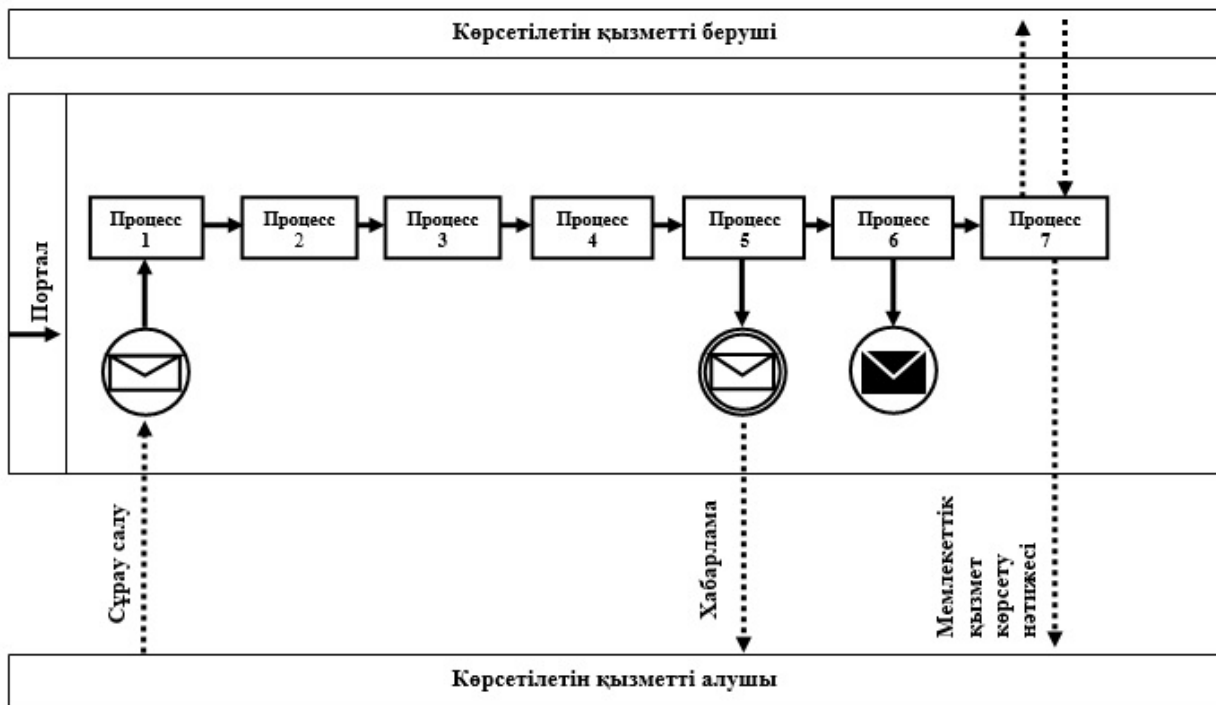 Көрсетілетін қызметті беруші
Портал
Процесс
1
Процесс
2
Процесс
3
Процесс
4
Процесс
5
Процесс
6
Процесс
7
Сұрау салу
Хабарлама
Мемлекеттік
қызмет
көрсету
нәтижесі
Көрсетілетін қызметті алушы